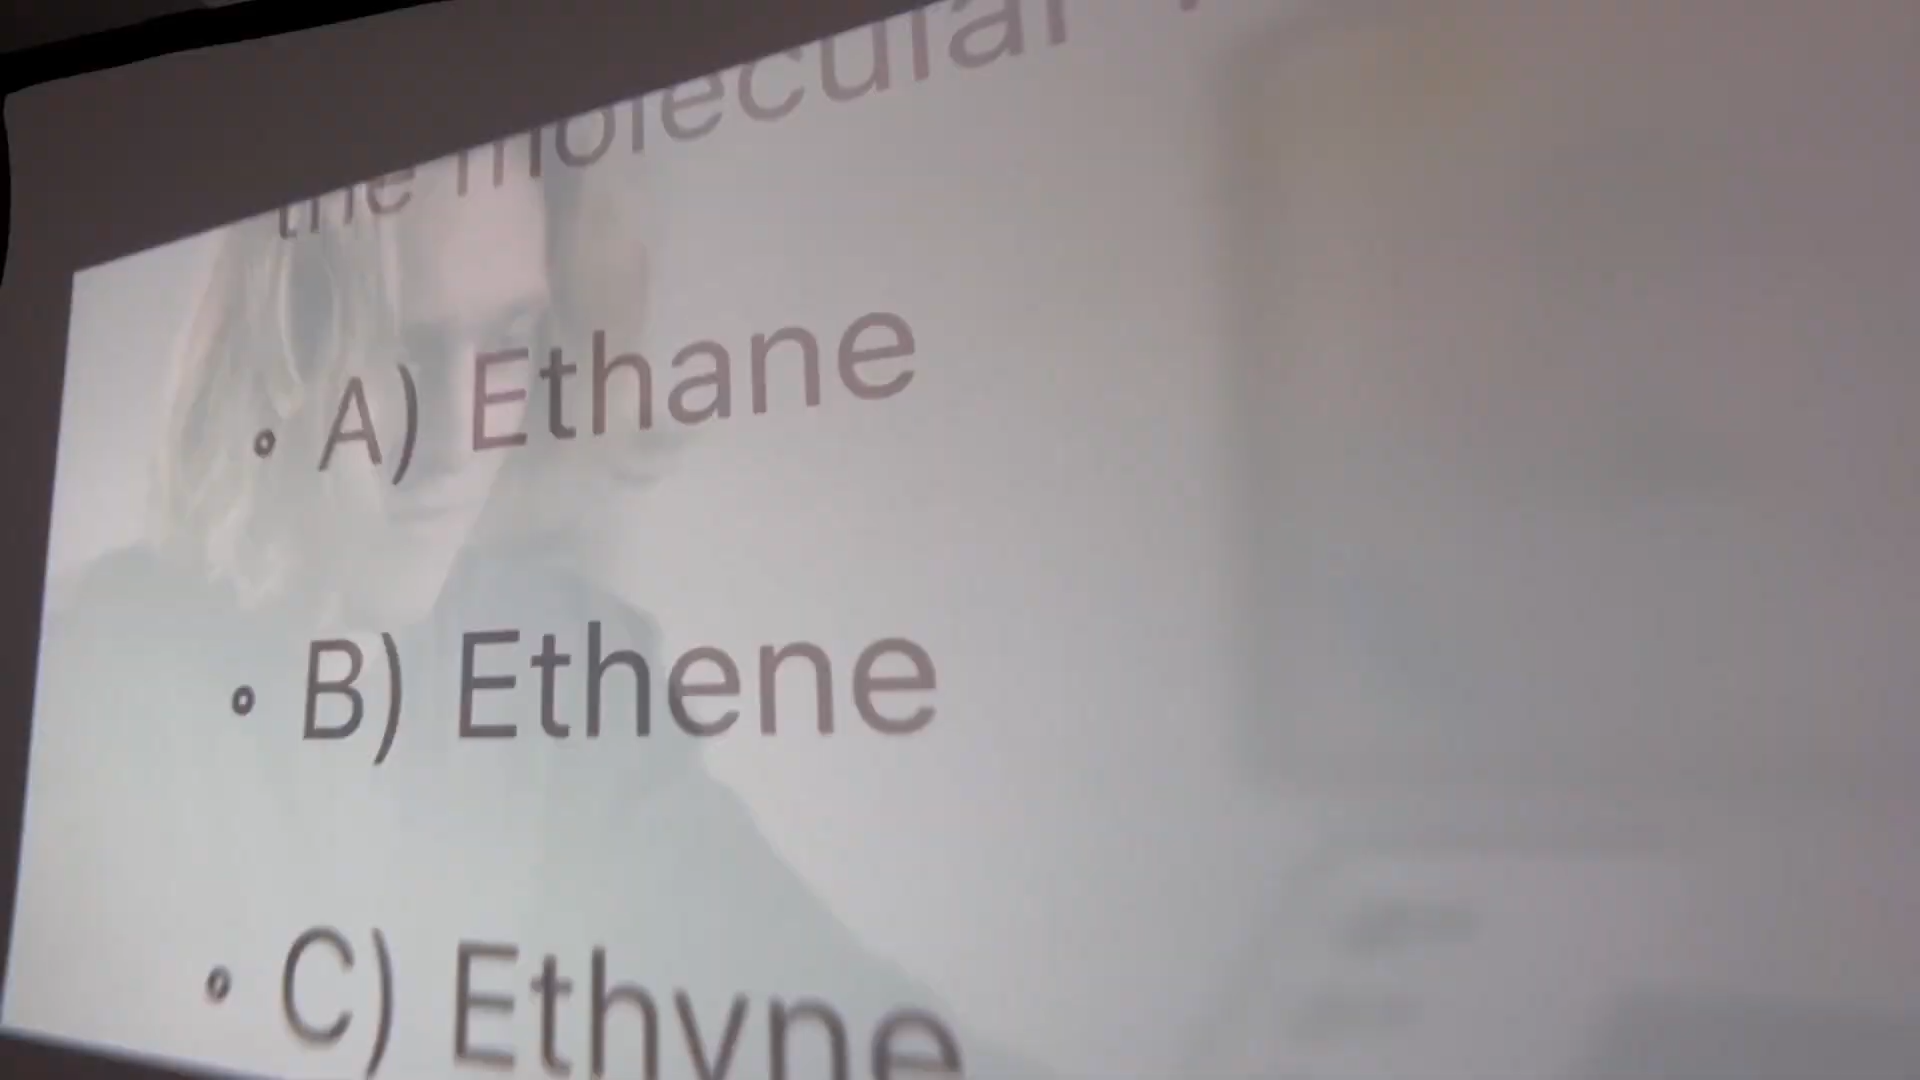 the molecular
A) Ethane
B) Ethene
C) Ethyne